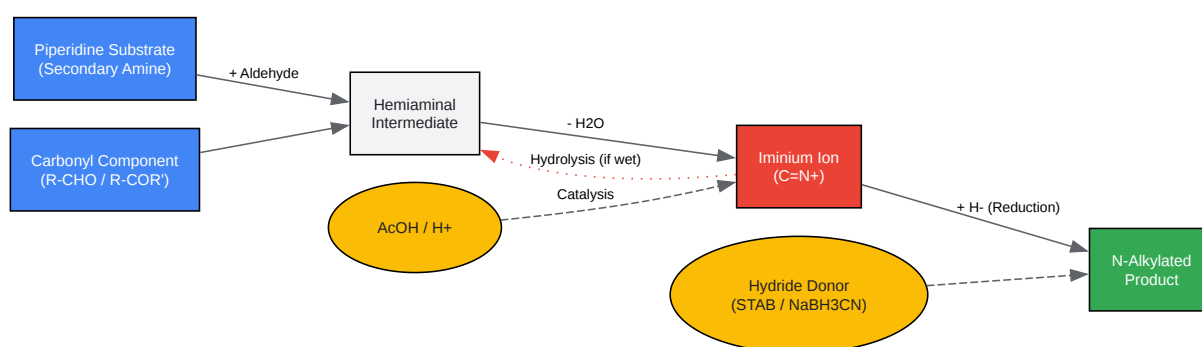 Piperidine Substrate
(Secondary Amine)
+ Aldehyde
Carbonyl Component
(R-CHO / R-COR')
Hemiaminal
Intermediate
- H2O
Hydrolysis (if wet)
Catalysis
AcOH / H+
Iminium Ion
(C=N+)
+ H- (Reduction)
Hydride Donor
(STAB / NaBH3CN)
N-Alkylated
Product